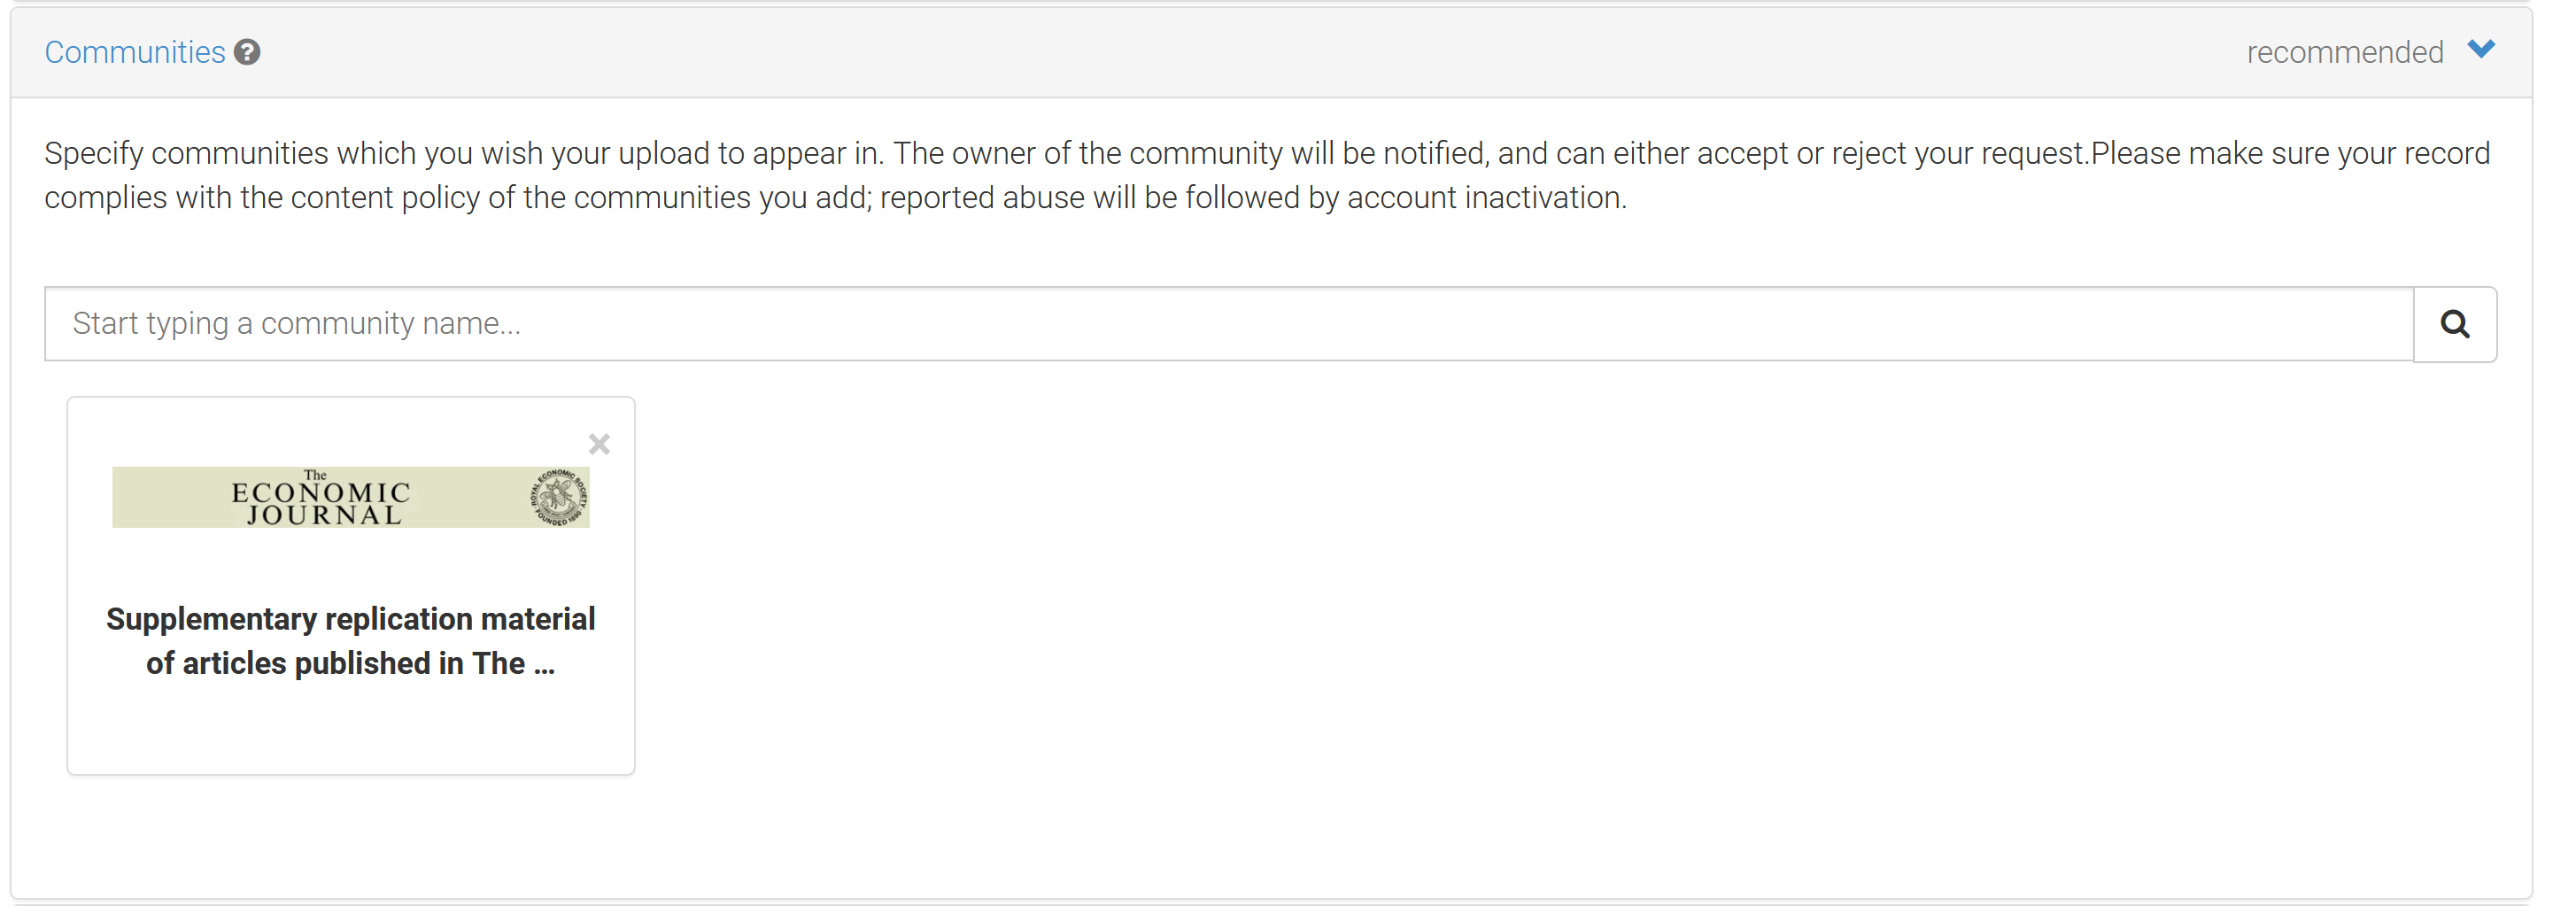 Communities ?
recommended
Specify communities which you wish your upload to appear in. The owner of the community will be notified, and can either accept or reject your request.Please make sure your record
complies with the content policy of the communities you add; reported abuse will be followed by account inactivation.
Start typing a community name...
The
ECONOMIC
JOURNAL
ROYAL ECONOMIC SOCIETY
FOUNDED 1890
Supplementary replication material
of articles published in The ...